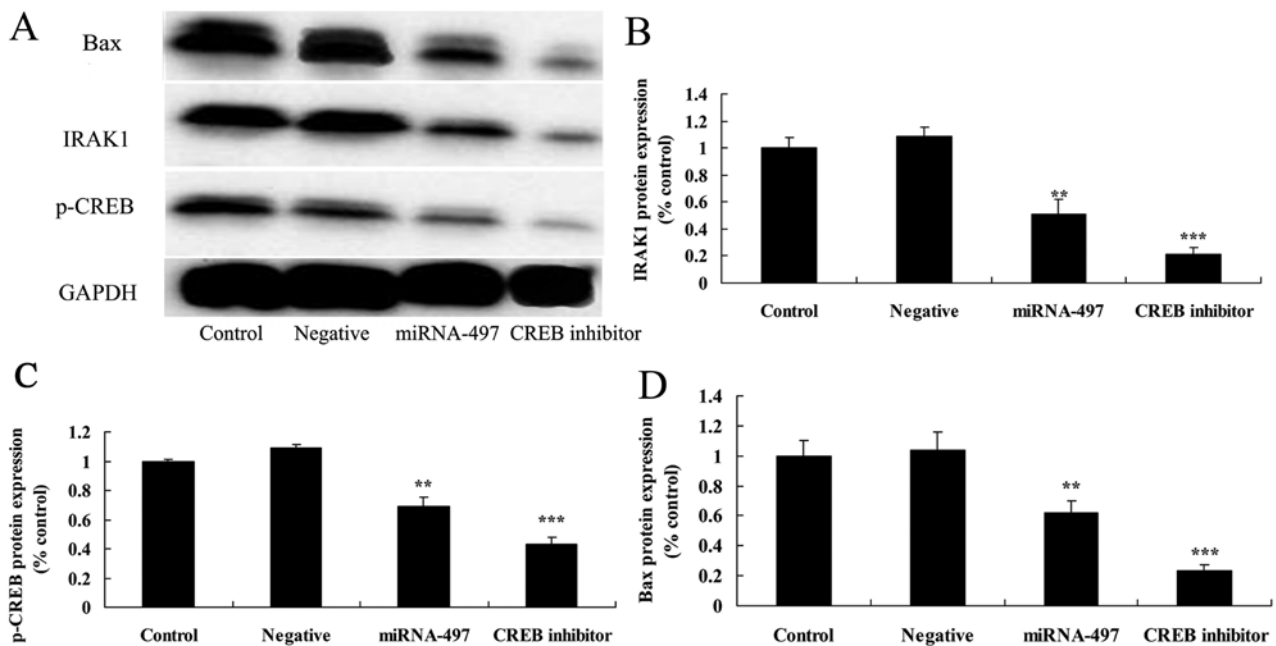 A
Bax
IRAK1
p-CREB
GAPDH
Control Negative miRNA-497 CREB inhibitor
B
IRAK1 protein expression
(% control)
1.4
1.2
1
0.8
0.6
0.4
0.2
0
**
***
Control Negative miRNA-497 CREB inhibitor
C
p-CREB protein expression
(% control)
1.2
1
0.8
0.6
0.4
0.2
0
**
***
Control Negative miRNA-497 CREB inhibitor
D
Bax protein expression
(% control)
1.4
1.2
1
0.8
0.6
0.4
0.2
0
**
***
Control Negative miRNA-497 CREB inhibitor